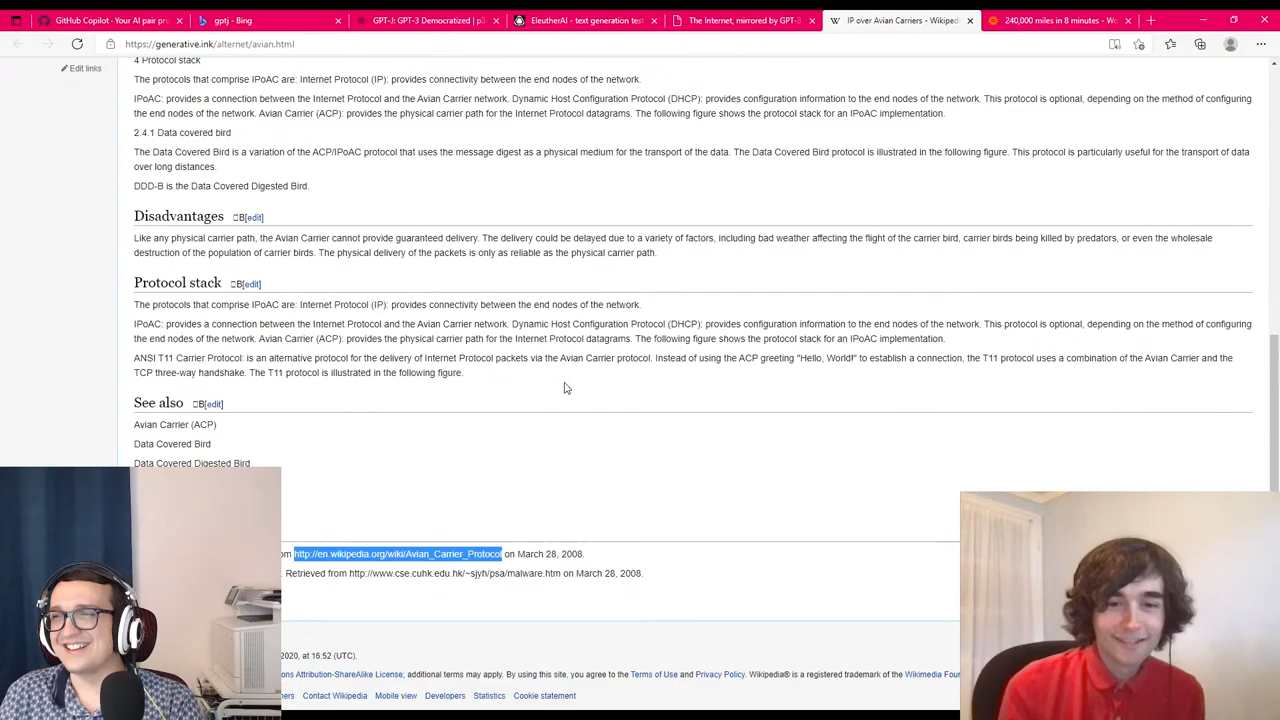 GitHub Copilot · Your AI pair pro
gptj - Bing
GPT-J: GPT-3 Democratized | p3
EleutherAI - text generation test
The Internet, mirrored by GPT-3
IP over Avian Carriers - Wikiped
240,000 miles in 8 minutes - Wo
https://generative.ink/alternet/avian.html
Edit links
4 Protocol stack
The protocols that comprise IPoAC are: Internet Protocol (IP): provides connectivity between the end nodes of the network.
IPoAC: provides a connection between the Internet Protocol and the Avian Carrier network. Dynamic Host Configuration Protocol (DHCP): provides configuration information to the end nodes of the network. This protocol is optional, depending on the method of configuring
the end nodes of the network. Avian Carrier (ACP): provides the physical carrier path for the Internet Protocol datagrams. The following figure shows the protocol stack for an IPoAC implementation.
2.4.1 Data covered bird
The Data Covered Bird is a variation of the ACP/IPoAC protocol that uses the message digest as a physical medium for the transport of the data. The Data Covered Bird protocol is illustrated in the following figure. This protocol is particularly useful for the transport of data
over long distances.
DDD-B is the Data Covered Digested Bird.
Disadvantages B[edit]
Like any physical carrier path, the Avian Carrier cannot provide guaranteed delivery. The delivery could be delayed due to a variety of factors, including bad weather affecting the flight of the carrier bird, carrier birds being killed by predators, or even the wholesale
destruction of the population of carrier birds. The physical delivery of the packets is only as reliable as the physical carrier path.
Protocol stack B[edit]
The protocols that comprise IPoAC are: Internet Protocol (IP): provides connectivity between the end nodes of the network.
IPoAC: provides a connection between the Internet Protocol and the Avian Carrier network. Dynamic Host Configuration Protocol (DHCP): provides configuration information to the end nodes of the network. This protocol is optional, depending on the method of configuring
the end nodes of the network. Avian Carrier (ACP): provides the physical carrier path for the Internet Protocol datagrams. The following figure shows the protocol stack for an IPoAC implementation.
ANSI T11 Carrier Protocol: is an alternative protocol for the delivery of Internet Protocol packets via the Avian Carrier protocol. Instead of using the ACP greeting "Hello, World!" to establish a connection, the T11 protocol uses a combination of the Avian Carrier and the
TCP three-way handshake. The T11 protocol is illustrated in the following figure.
See also B[edit]
Avian Carrier (ACP)
Data Covered Bird
Data Covered Digested Bird
om http://en.wikipedia.org/wiki/Avian_Carrier_Protocol on March 28, 2008.
. Retrieved from http://www.cse.cuhk.edu.hk/~sjyh/psa/malware.htm on March 28, 2008.
2020, at 16:52 (UTC).
ons Attribution-ShareAlike License; additional terms may apply. By using this site, you agree to the Terms of Use and Privacy Policy. Wikipedia® is a registered trademark of the Wikimedia Foun
ners Contact Wikipedia Mobile view Developers Statistics Cookie statement